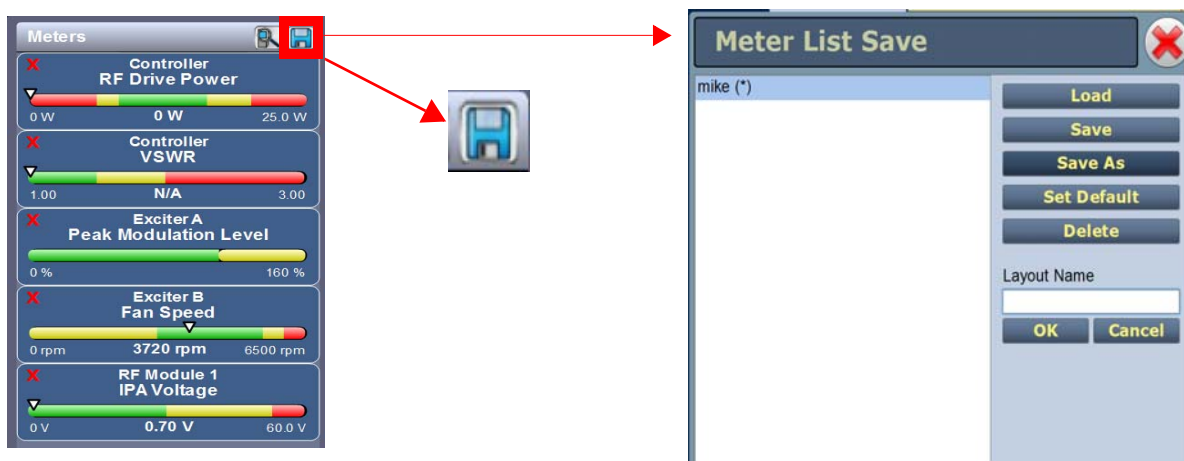 Meters
X Controller
RF Drive Power
0 W 0 W 25.0 W
X Controller
VSWR
1.00 N/A 3.00
X Exciter A
Peak Modulation Level
0 % 160 %
X Exciter B
Fan Speed
0 rpm 3720 rpm 6500 rpm
X RF Module 1
IPA Voltage
0 V 0.70 V 60.0 V
Meter List Save
mike (*)
Load
Save
Save As
Set Default
Delete
Layout Name
OK Cancel